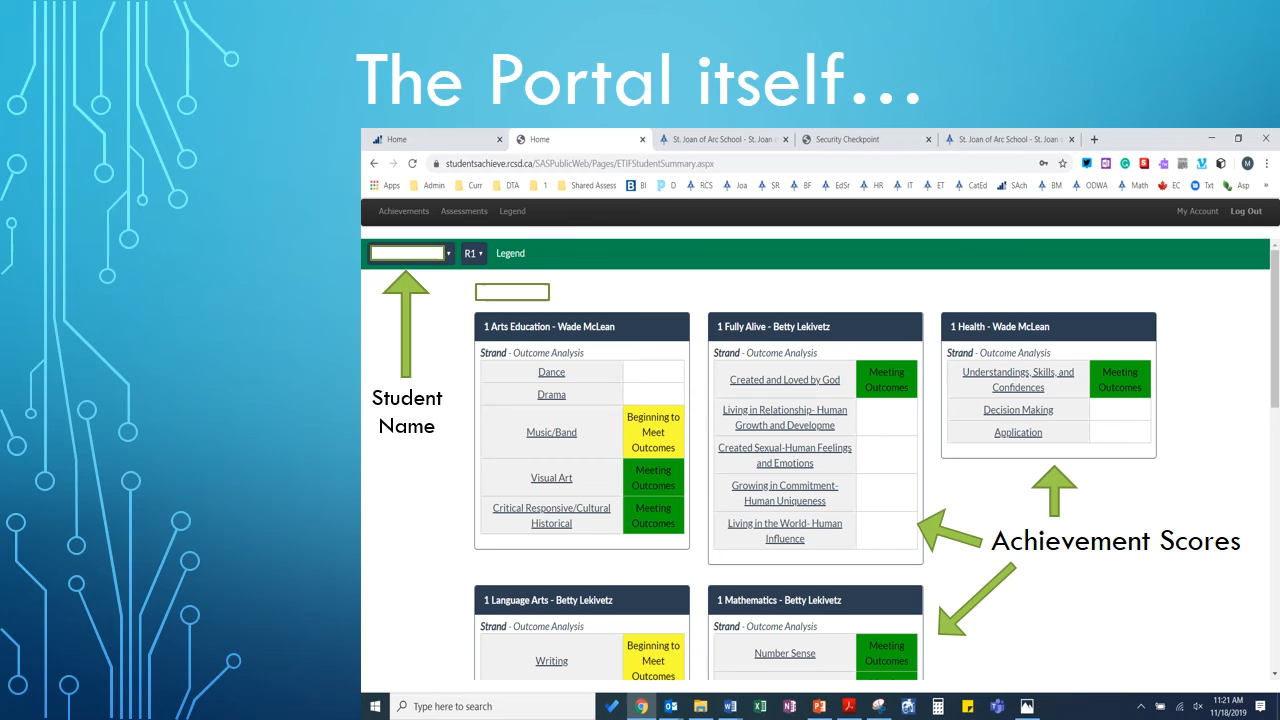 The Portal itself...
Home
Home
St. Joan of Arc School - St. Joan
Security Checkpoint
St. Joan of Arc School - St. Joan
studentsachieve.rcsd.ca/SASPublicWeb/Pages/ETIFStudentSummary.aspx
M
Apps Admin Curr DTA 1 Shared Assess BI D RCS Joa SR BF EdSr HR IT ET CatEd SAch BM ODWA Math EC Txt Asp »
Achievements Assessments Legend My Account Log Out
R1 Legend
Student
Name
1 Arts Education - Wade McLean
Strand - Outcome Analysis
Dance
Drama
Music/Band
Beginning to
Meet
Outcomes
Visual Art
Meeting
Outcomes
Critical Responsive/Cultural
Historical
Meeting
Outcomes
1 Fully Alive - Betty Lekivetz
Strand - Outcome Analysis
Created and Loved by God
Meeting
Outcomes
Living in Relationship- Human
Growth and Developme
Created Sexual-Human Feelings
and Emotions
Growing in Commitment-
Human Uniqueness
Living in the World- Human
Influence
1 Health - Wade McLean
Strand - Outcome Analysis
Understandings, Skills, and
Confidences
Meeting
Outcomes
Decision Making
Application
Achievement Scores
1 Language Arts - Betty Lekivetz
Strand - Outcome Analysis
Writing
Beginning to
Meet
Outcomes
1 Mathematics - Betty Lekivetz
Strand - Outcome Analysis
Number Sense
Meeting
Outcomes
Type here to search
11:21 AM
11/18/2019